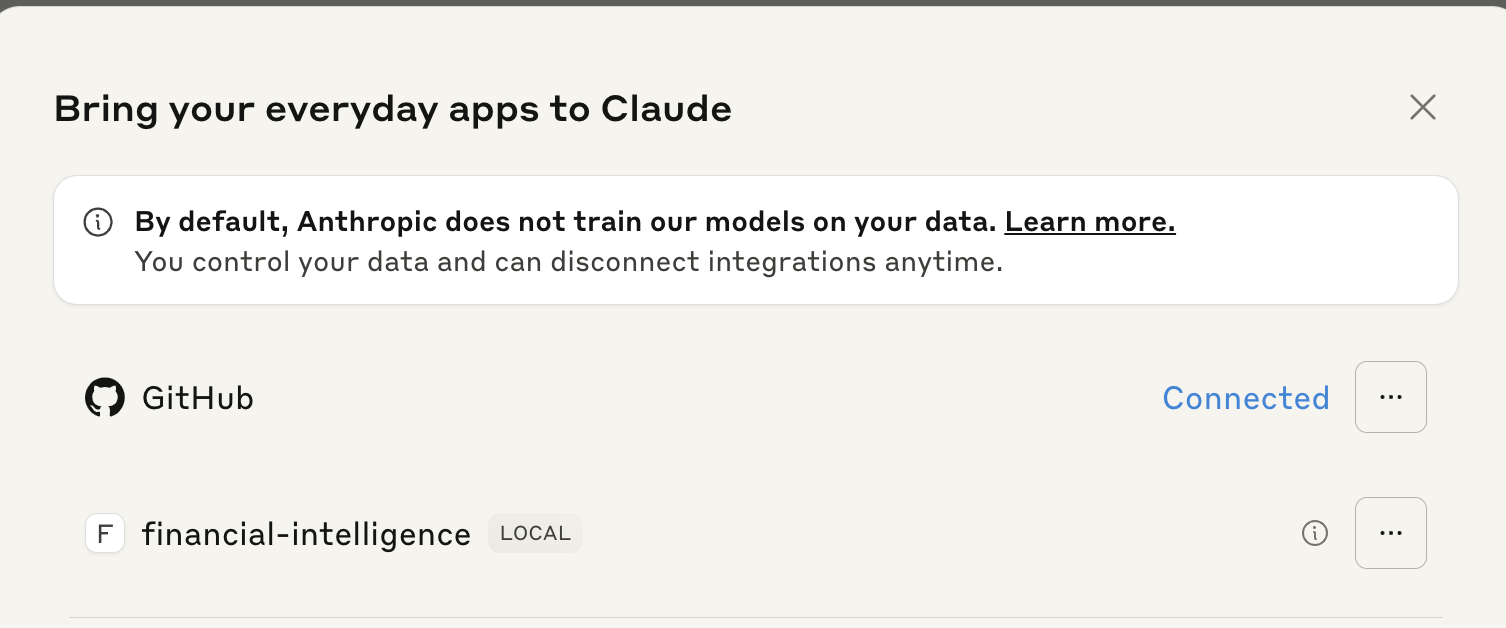 Bring your everyday apps to Claude
By default, Anthropic does not train our models on your data. Learn more.
You control your data and can disconnect integrations anytime.
GitHub
Connected
...
F
financial-intelligence
LOCAL
...